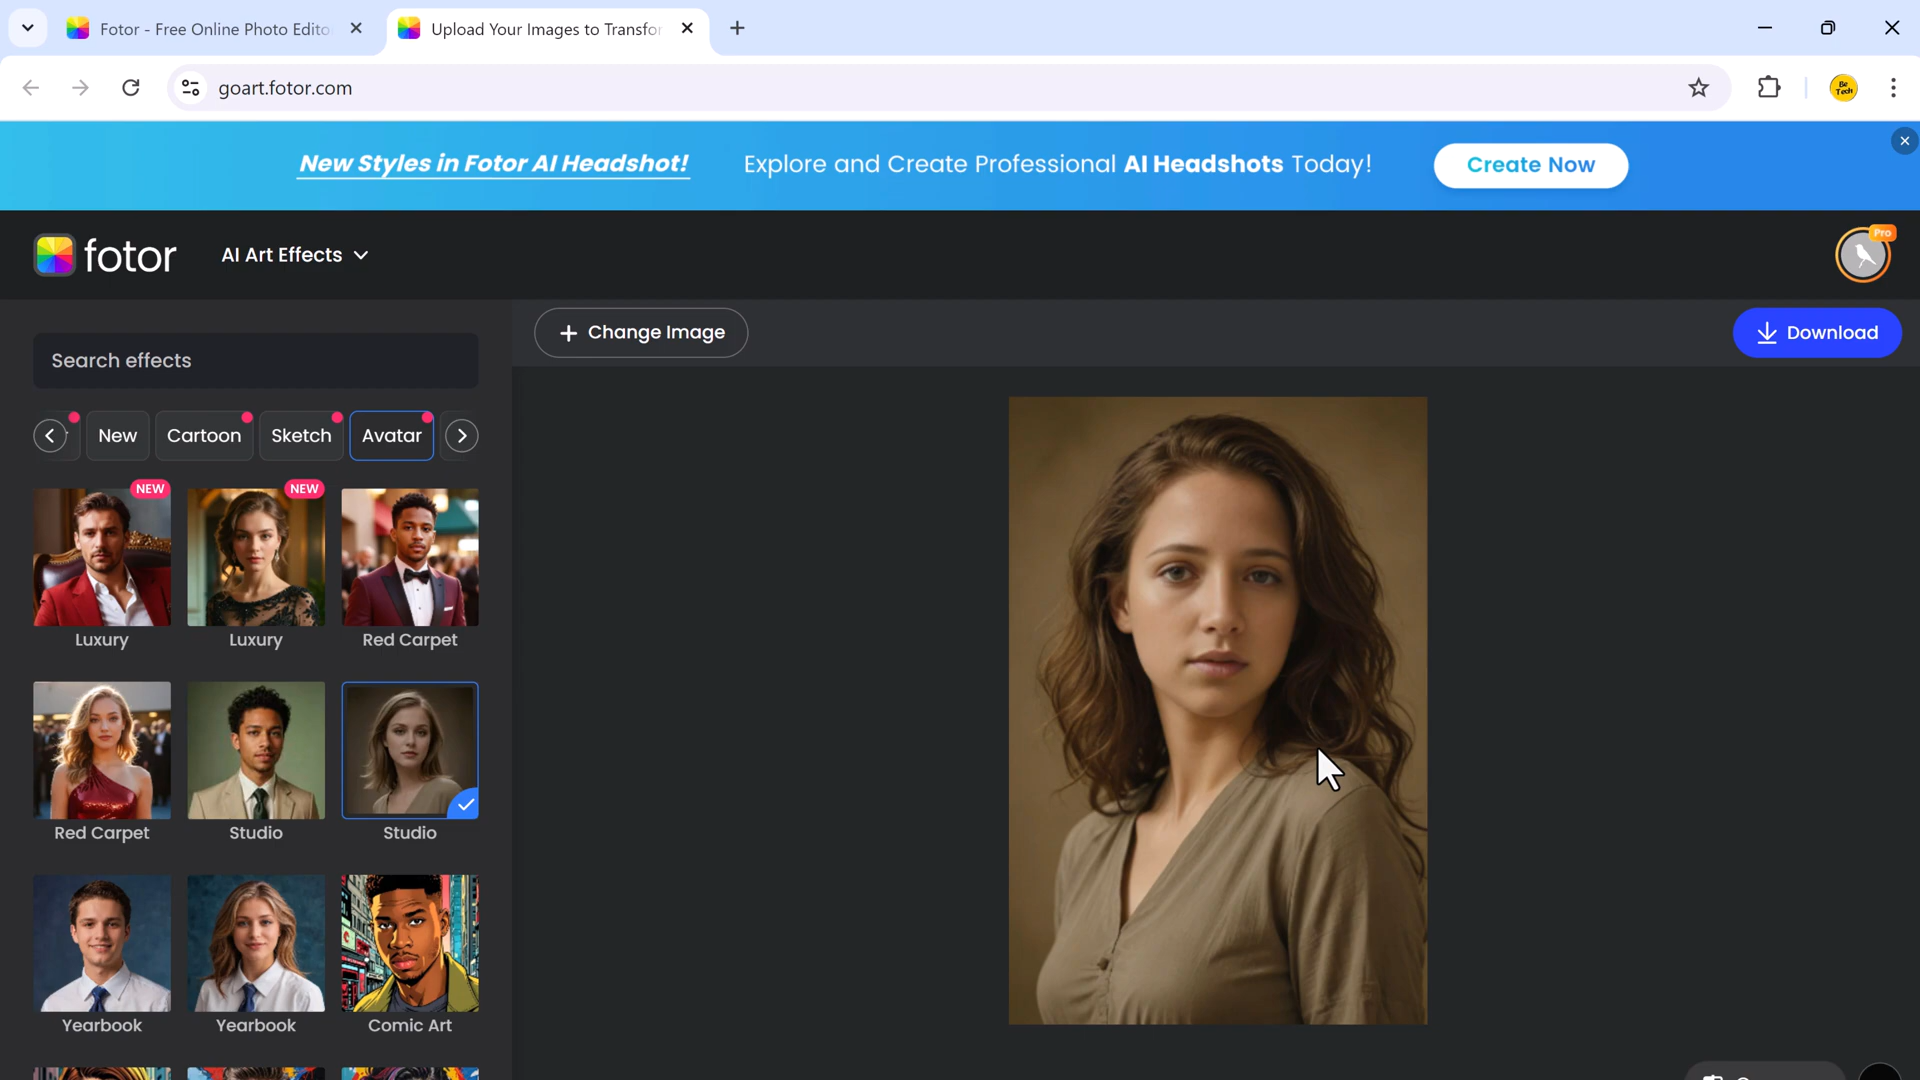 Fotor - Free Online Photo Edito
Upload Your Images to Transfor
goart.fotor.com
Be
Tech
New Styles in Fotor AI Headshot!
Explore and Create Professional AI Headshots Today!
Create Now
fotor
AI Art Effects
Pro
Search effects
Change Image
Download
New
Cartoon
Sketch
Avatar
NEW
NEW
Luxury
Luxury
Red Carpet
Red Carpet
Studio
Studio
Yearbook
Yearbook
Comic Art